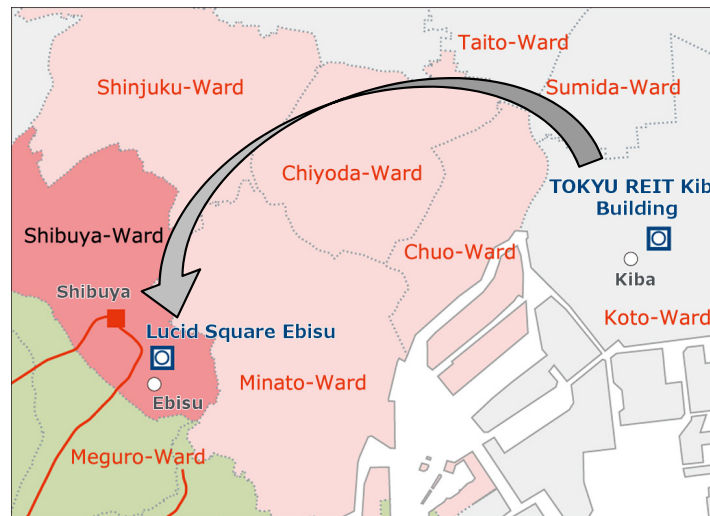 Taito-Ward
Shinjuku-Ward
Sumida-Ward
Chiyoda-Ward
TOKYU REIT Kib
Building
Shibuya-Ward
Chuo-Ward
Kiba
Shibuya
Koto-Ward
Lucid Square Ebisu
Minato-Ward
Ebisu
Meguro-Ward